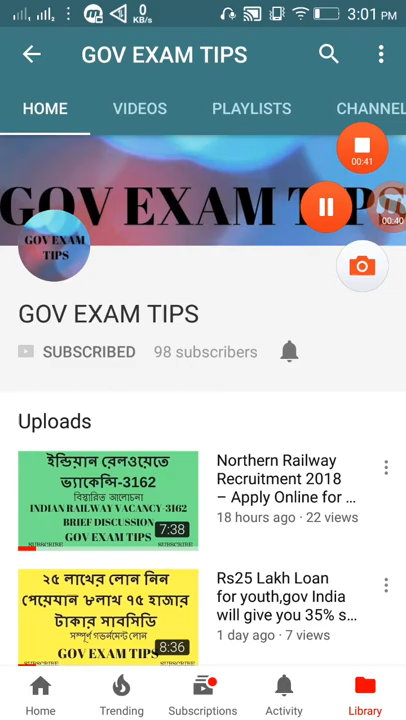 0
KB/s
3:01 PM
GOV EXAM TIPS
HOME
VIDEOS
PLAYLISTS
CHANNEL
GOV EXAM TIPS
00:41
00:40
GOV EXAM
TIPS
GOV EXAM TIPS
SUBSCRIBED
98 subscribers
Uploads
ইন্ডিয়ান রেলওয়েতে
ভ্যাকেন্সি-3162
বিস্তারিত আলোচনা
INDIAN RAILWAY VACANCY-3162
BRIEF DISCUSSION
GOV EXAM TIPS
SUBSCRIBE
SUBSCRIBE
7:38
Northern Railway
Recruitment 2018
– Apply Online for ...
18 hours ago · 22 views
২৫ লাখের লোন নিন
পেয়েযান ৮লাখ ৭৫ হাজার
টাকার সাবসিডি
সম্পূর্ণ গভর্নমেন্ট লোন
GOV EXAM TIPS
8:36
Rs25 Lakh Loan
for youth,gov India
will give you 35% s...
1 day ago · 7 views
Home
Trending
Subscriptions
Activity
Library